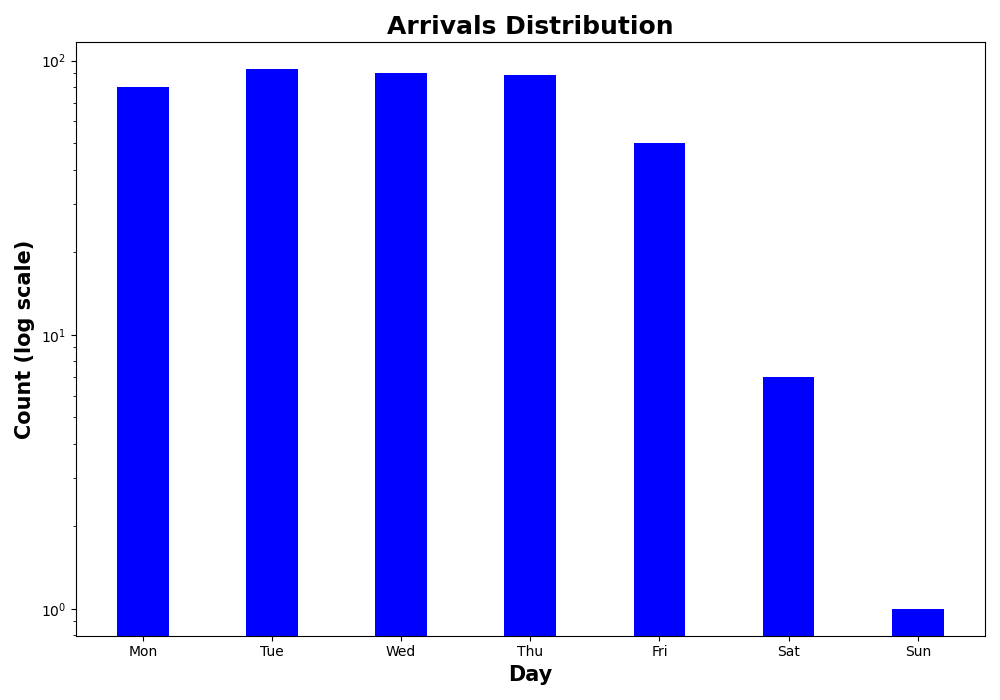 Arrivals Distribution
Count (log scale)
10²
10¹
10⁰
Mon Tue Wed Thu Fri Sat Sun
Day